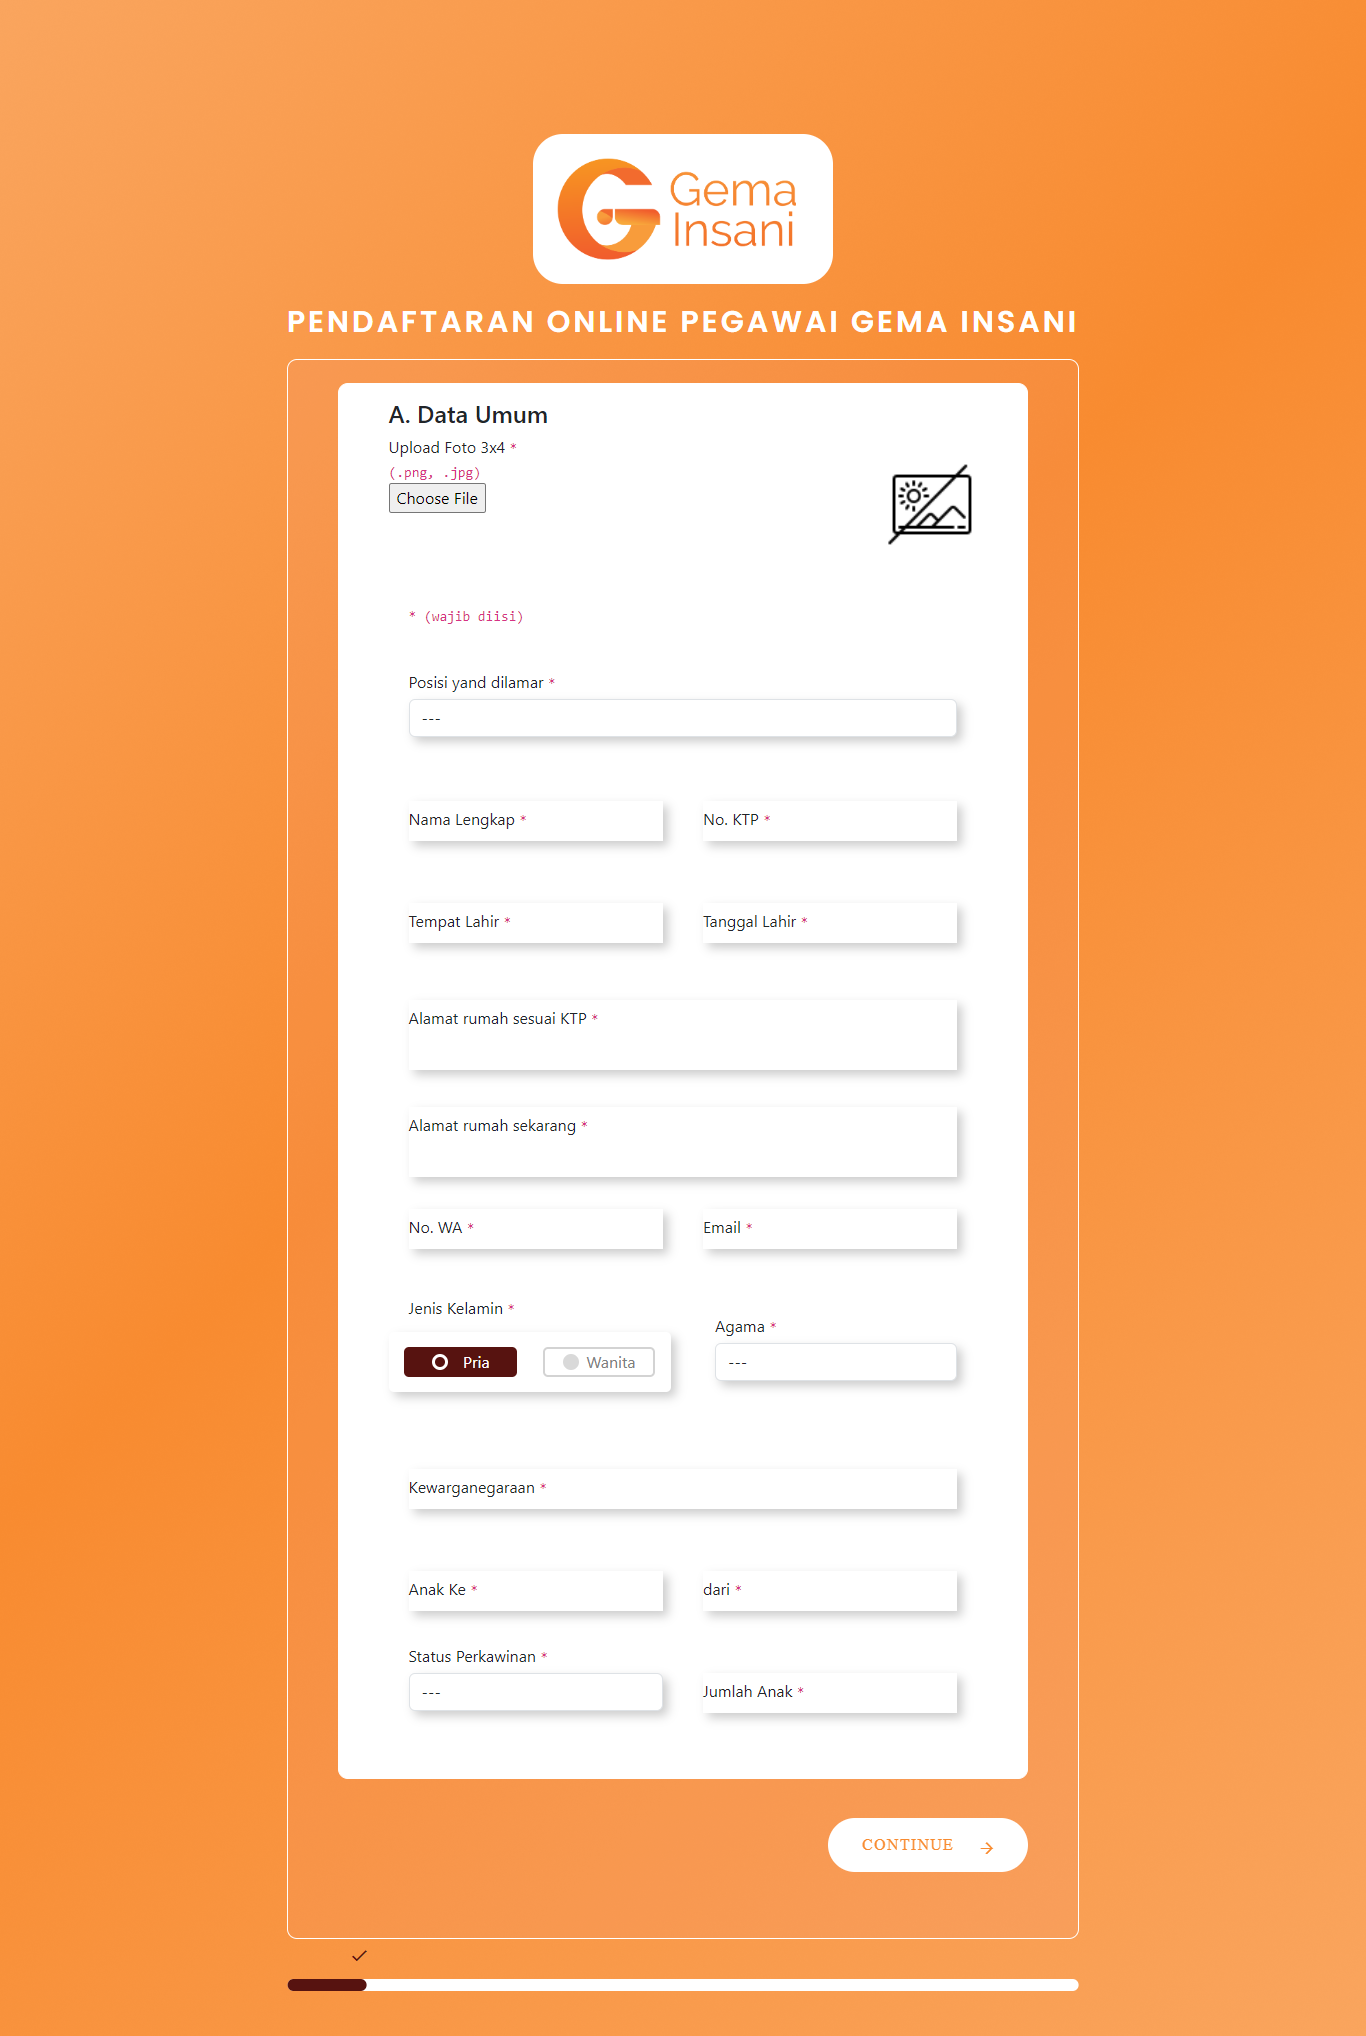 Gema
Insani
PENDAFTARAN ONLINE PEGAWAI GEMA INSANI
A. Data Umum
Upload Foto 3x4 *
(.png, .jpg)
Choose File
* (wajib diisi)
Posisi yand dilamar *
---
Nama Lengkap *
No. KTP *
Tempat Lahir *
Tanggal Lahir *
Alamat rumah sesuai KTP *
Alamat rumah sekarang *
No. WA *
Email *
Jenis Kelamin *
Pria
Wanita
Agama *
---
Kewarganegaraan *
Anak Ke *
dari *
Status Perkawinan *
---
Jumlah Anak *
CONTINUE